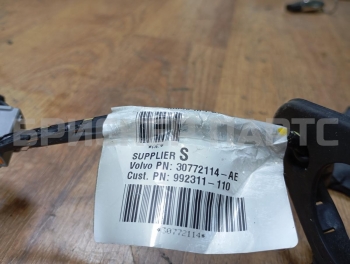 SUPPLIER S
Volvo PN: 30772114-AE
Cust. PN: 992311-110
*30772114*